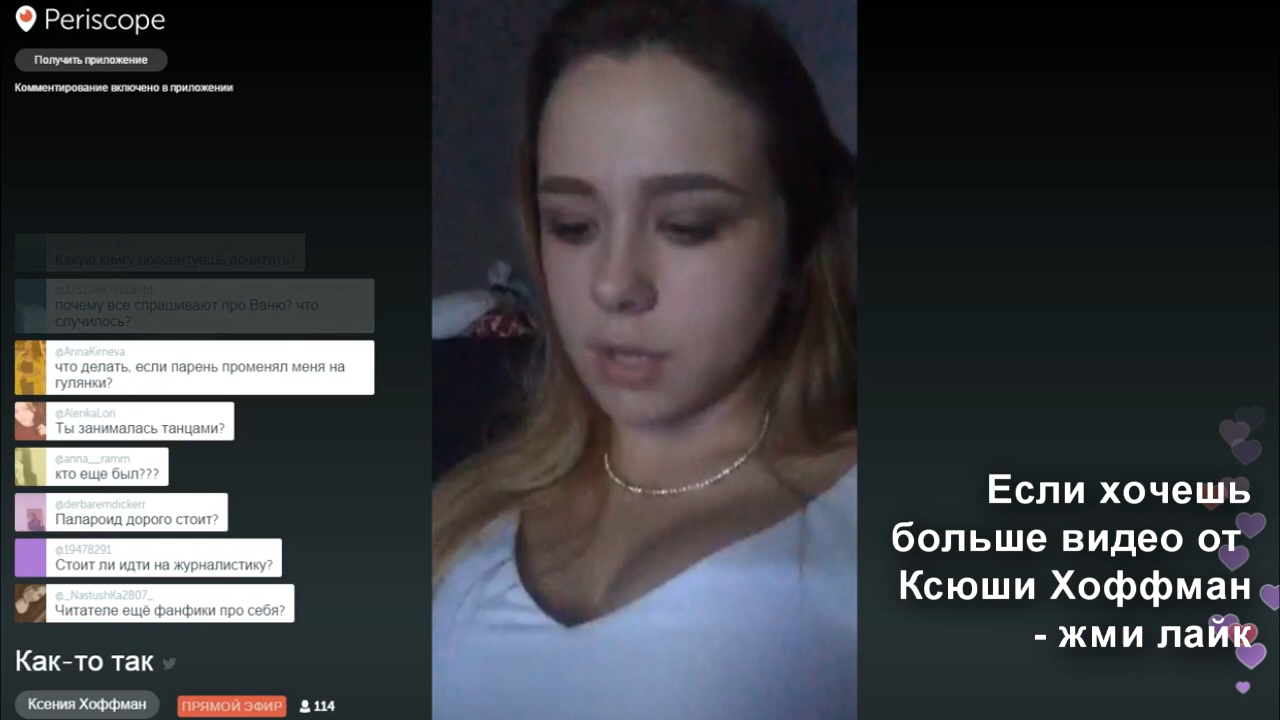 Periscope
Получить приложение
Комментирование включено в приложении
Какую книгу посоветуешь почитать?
почему все спрашивают про Ваню? что
случилось?
@AnnaKirneva
что делать, если парень променял меня на
гулянки?
@AlenkaLori
Ты занималась танцами?
@anna__ramm
кто еще был???
@derbaremdickerr
Палароид дорого стоит?
@19478291
Стоит ли идти на журналистику?
@_NastushKa2807_
Читателе ещё фанфики про себя?
Как-то так
Ксения Хоффман
ПРЯМОЙ ЭФИР
114
Если хочешь
больше видео от
Ксюши Хоффман
- жми лайк